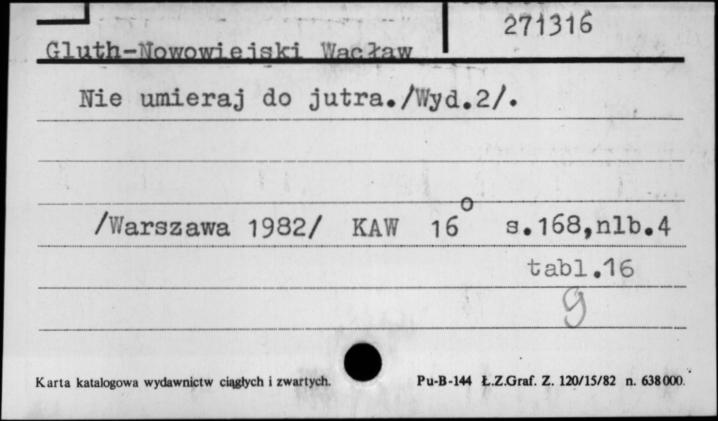 271316
Gluth-Nowowiejski Wacław
Nie umieraj do jutra./Wyd.2/.
/Warszawa 1982/ KAW 16° s.168,nlb.4
tabl.16
9
Karta katalogowa wydawnictw ciągłych i zwartych. Pu-B-144 Ł.Z.Graf. Z. 120/15/82 n. 638000.